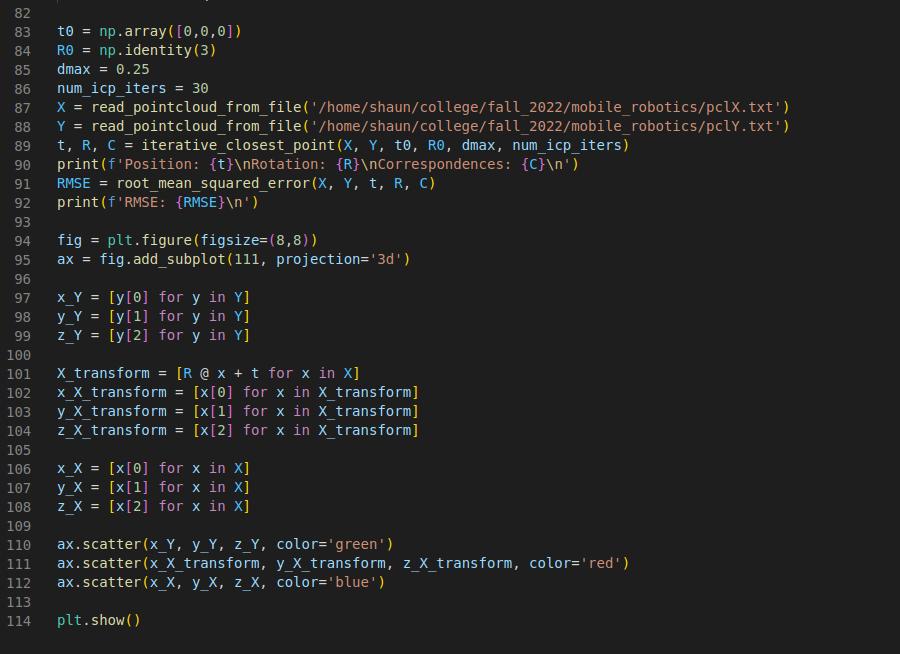 82
83 t0 = np.array([0,0,0])
84 R0 = np.identity(3)
85 dmax = 0.25
86 num_icp_iters = 30
87 X = read_pointcloud_from_file('/home/shaun/college/fall_2022/mobile_robotics/pclX.txt')
88 Y = read_pointcloud_from_file('/home/shaun/college/fall_2022/mobile_robotics/pclY.txt')
89 t, R, C = iterative_closest_point(X, Y, t0, R0, dmax, num_icp_iters)
90 print(f'Position: {t}\nRotation: {R}\nCorrespondences: {C}\n')
91 RMSE = root_mean_squared_error(X, Y, t, R, C)
92 print(f'RMSE: {RMSE}\n')
93
94 fig = plt.figure(figsize=(8,8))
95 ax = fig.add_subplot(111, projection='3d')
96
97 x_Y = [y[0] for y in Y]
98 y_Y = [y[1] for y in Y]
99 z_Y = [y[2] for y in Y]
100
101 X_transform = [R @ x + t for x in X]
102 x_X_transform = [x[0] for x in X_transform]
103 y_X_transform = [x[1] for x in X_transform]
104 z_X_transform = [x[2] for x in X_transform]
105
106 x_X = [x[0] for x in X]
107 y_X = [x[1] for x in X]
108 z_X = [x[2] for x in X]
109
110 ax.scatter(x_Y, y_Y, z_Y, color='green')
111 ax.scatter(x_X_transform, y_X_transform, z_X_transform, color='red')
112 ax.scatter(x_X, y_X, z_X, color='blue')
113
114 plt.show()